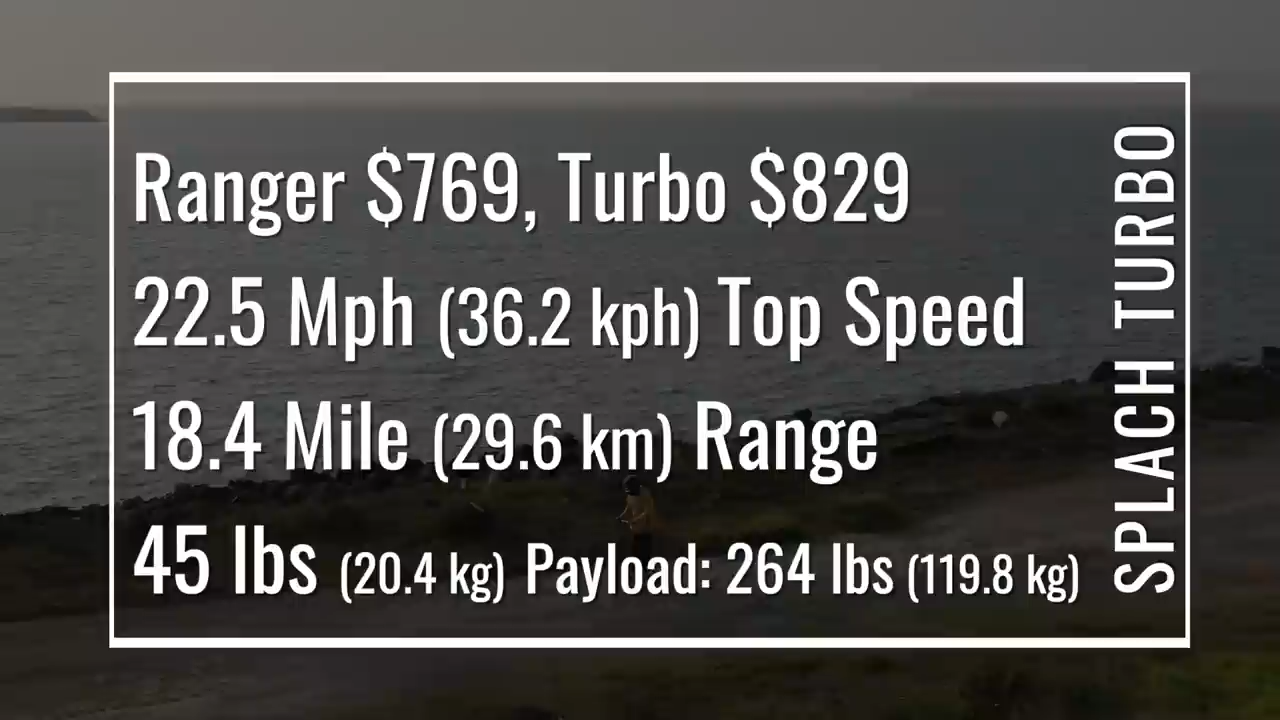 Ranger $769, Turbo $829
22.5 Mph (36.2 kph) Top Speed
18.4 Mile (29.6 km) Range
45 lbs (20.4 kg) Payload: 264 lbs (119.8 kg)
SPLACH TURBO